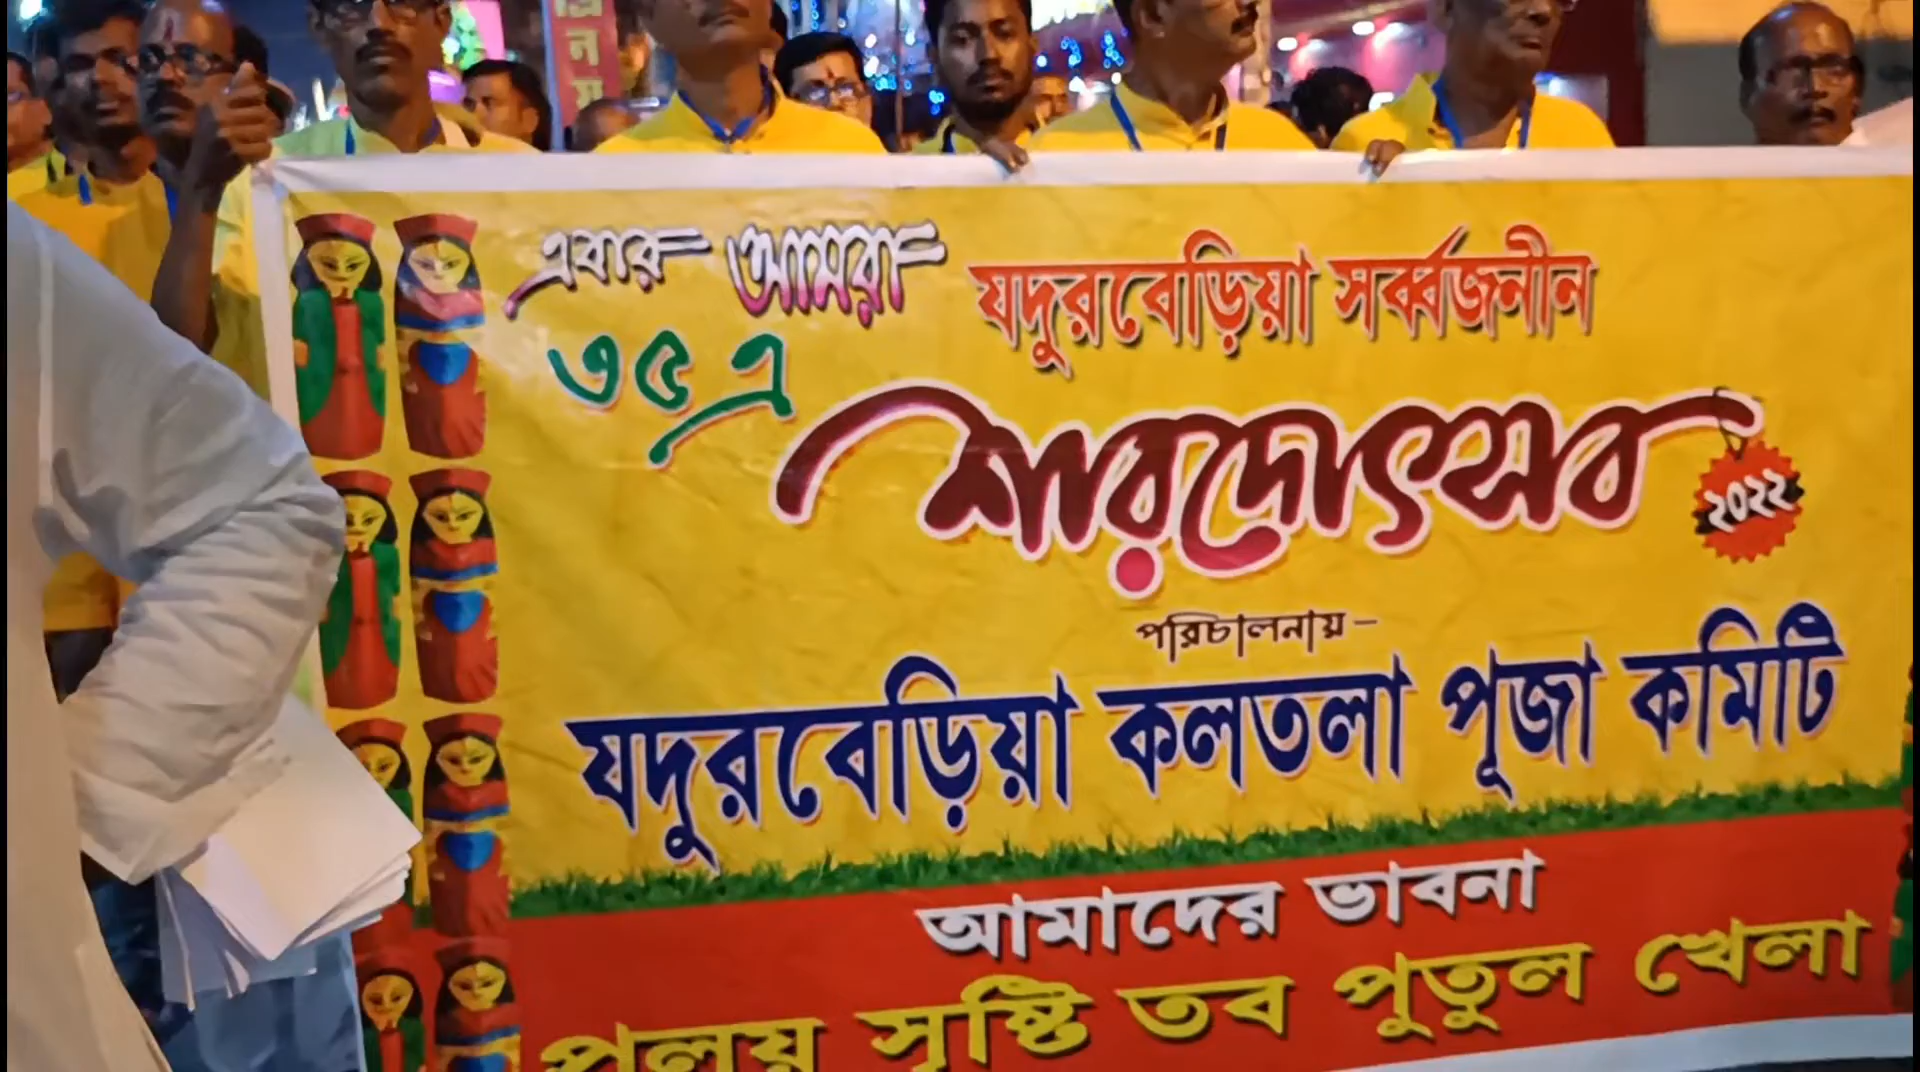 এবার আমরা
৩৫ এ
যদুরবেড়িয়া সর্ব্বজনীন
শারদোৎসব
২০২২
পরিচালনায় -
যদুরবেড়িয়া কলতলা পূজা কমিটি
আমাদের ভাবনা
প্রলয় সৃষ্টি তব পুতুল খেলা